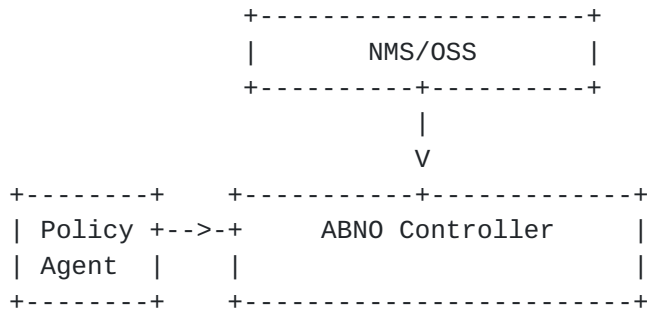 +----------------------+
|       NMS/OSS       |
+----------+----------+
|
V
+--------+    +-----------+-------------+
| Policy +-->-+     ABNO Controller     |
| Agent  |    |                         |
+--------+    +-------------------------+